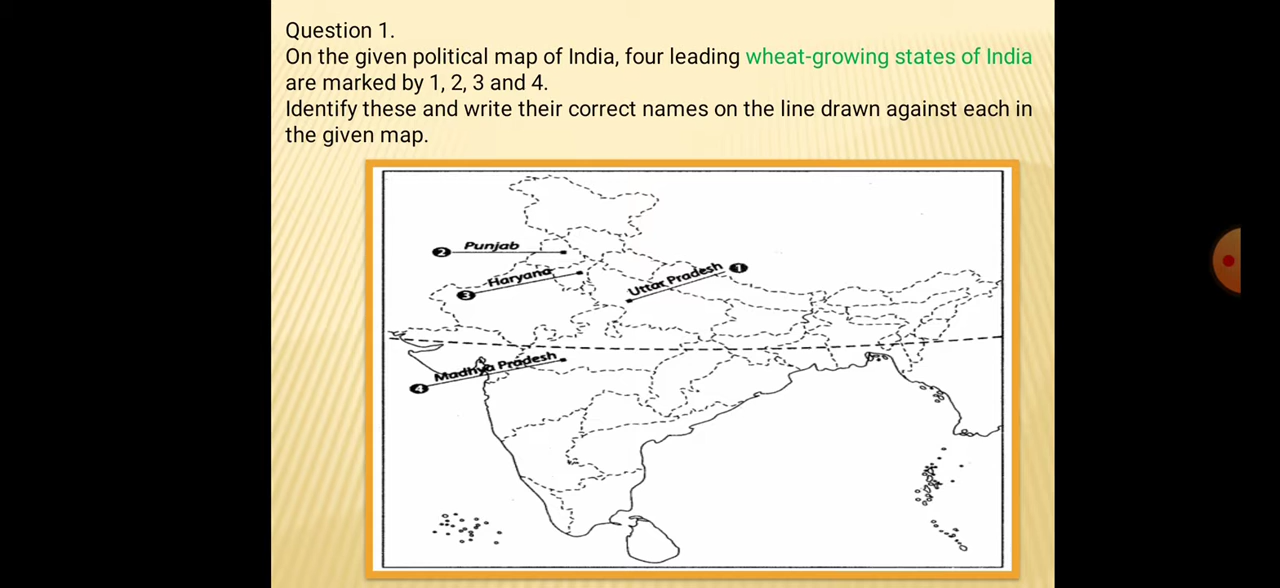 Question 1.
On the given political map of India, four leading wheat-growing states of India
are marked by 1, 2, 3 and 4.
Identify these and write their correct names on the line drawn against each in
the given map.
2 Punjab
3 Haryana
Uttar Pradesh 1
4 Madhya Pradesh